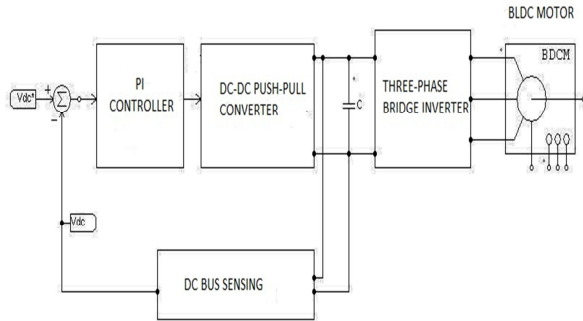 BLDC MOTOR
BDCM
PI
CONTROLLER
DC-DC PUSH-PULL
CONVERTER
THREE-PHASE
BRIDGE INVERTER
Vdc*
+
Σ
−
C
Vdc
DC BUS SENSING